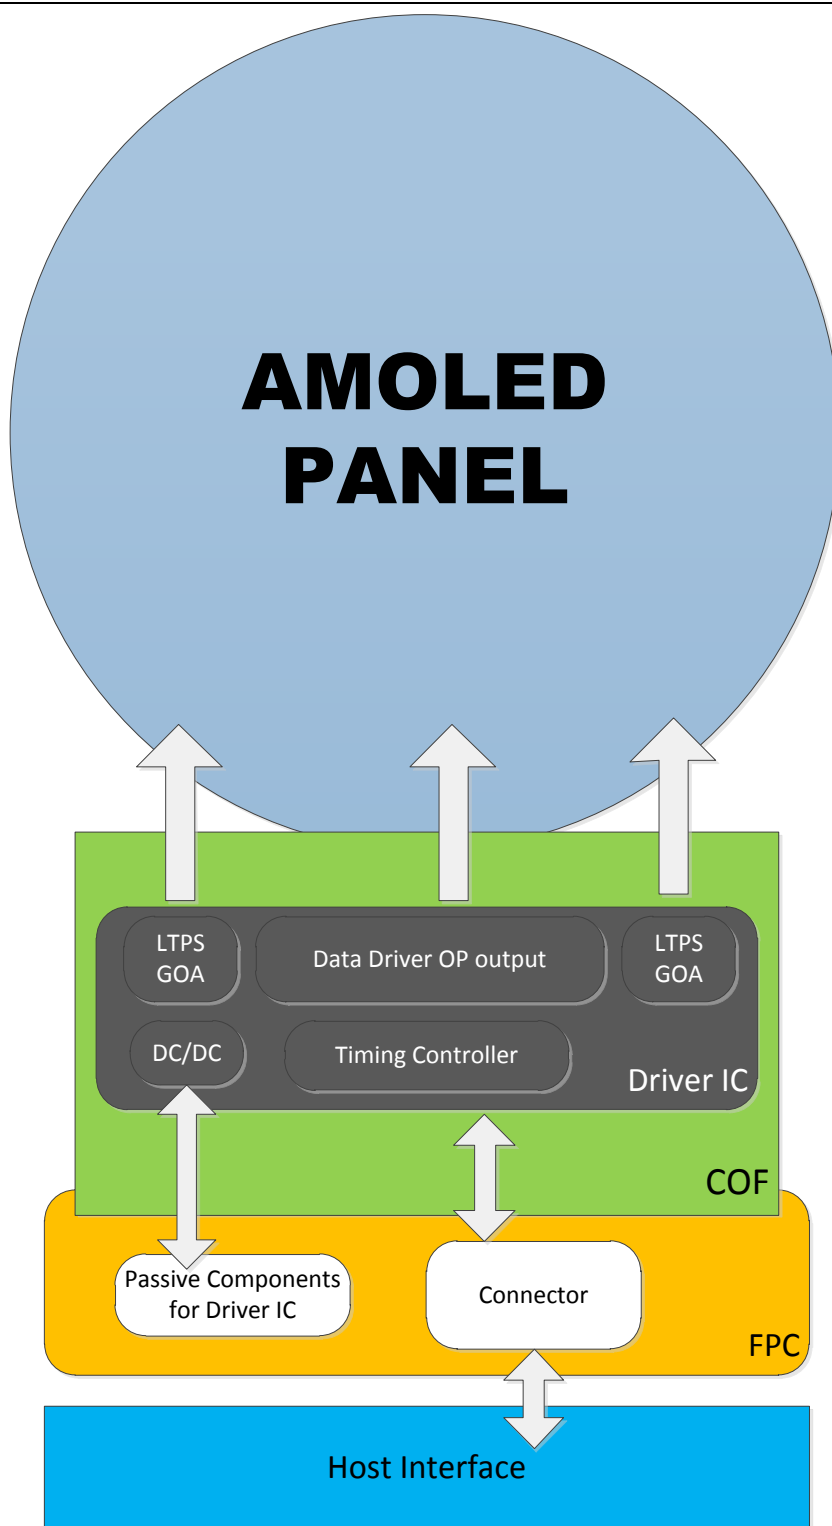 AMOLED
PANEL
LTPS
GOA
Data Driver OP output
LTPS
GOA
DC/DC
Timing Controller
Driver IC
COF
Passive Components
for Driver IC
Connector
FPC
Host Interface